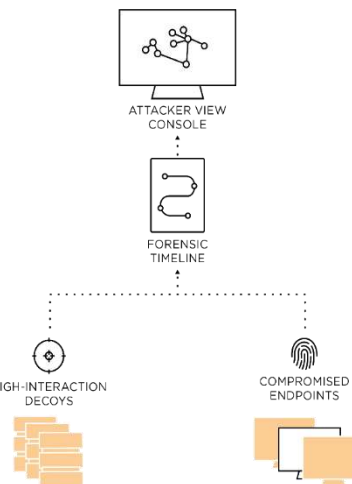 ATTACKER VIEW
CONSOLE
FORENSIC
TIMELINE
IGH-INTERACTION
DECOYS
COMPROMISED
ENDPOINTS